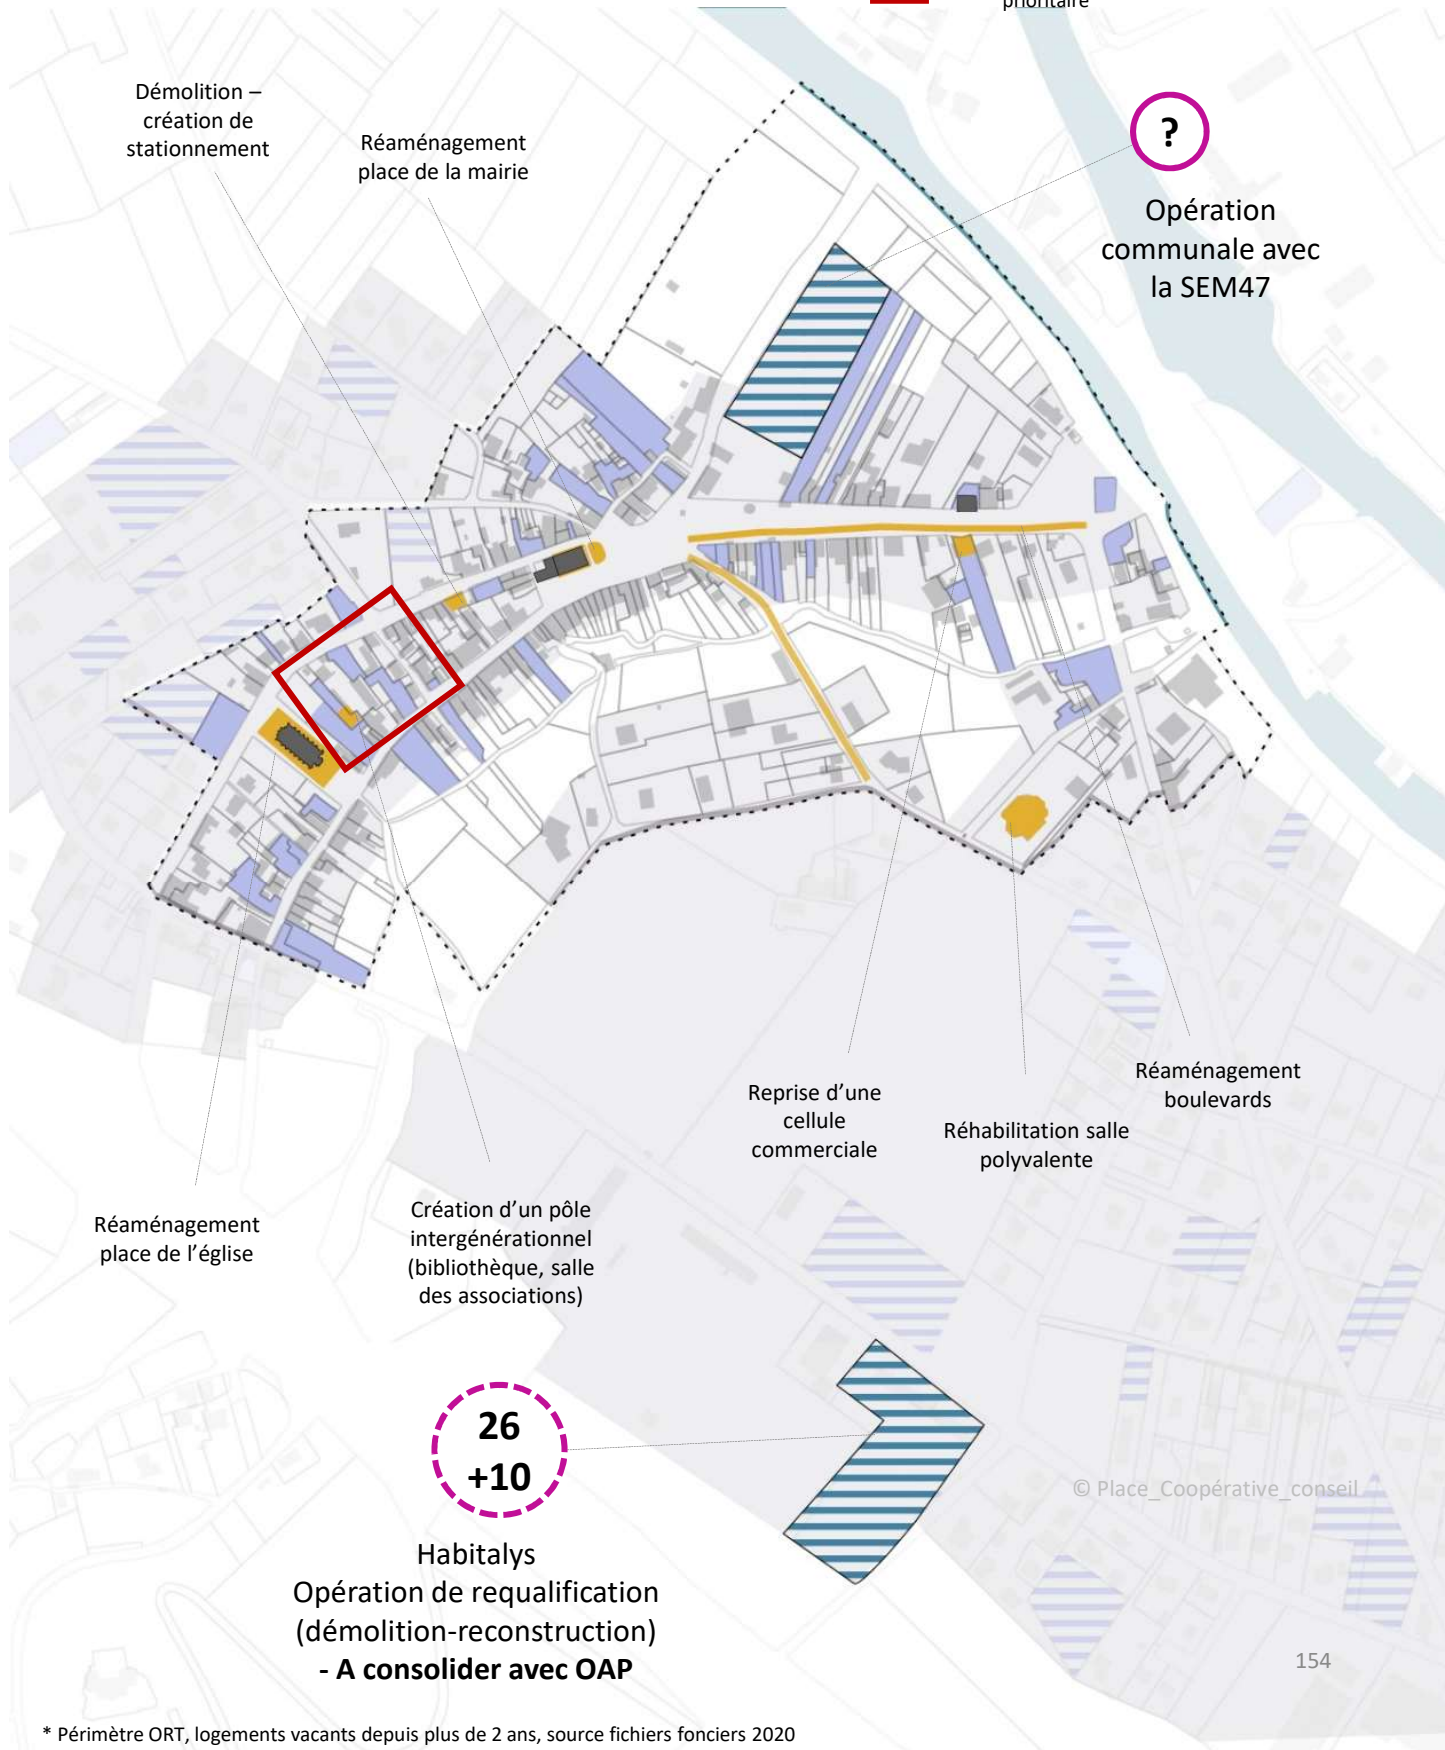 prioritaire
Démolition –
création de
stationnement
Réaménagement
place de la mairie
?
Opération
communale avec
la SEM47
Réaménagement
boulevards
Reprise d'une
cellule
commerciale
Réhabilitation salle
polyvalente
Réaménagement
place de l'église
Création d'un pôle
intergénérationnel
(bibliothèque, salle
des associations)
26
+10
© Place_Coopérative_conseil
Habitalys
Opération de requalification
(démolition-reconstruction)
- A consolider avec OAP
154
* Périmètre ORT, logements vacants depuis plus de 2 ans, source fichiers fonciers 2020